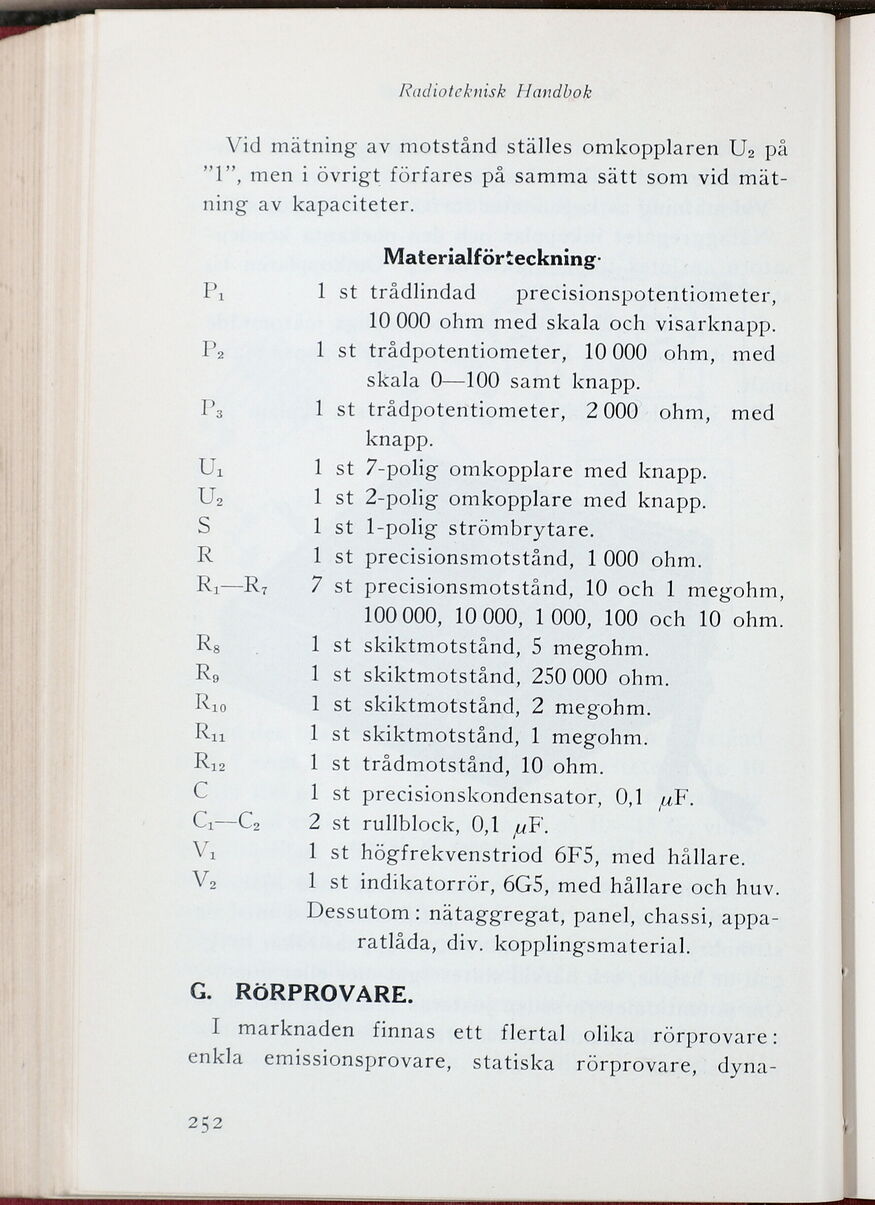 Radioteknisk Handbok
Vid mätning av motstånd ställes omkopplaren U₂ på
”1”, men i övrigt förfares på samma sätt som vid mät-
ning av kapaciteter.
Materialförteckning·
P₁ 1 st trådlindad precisionspotentiometer,
10 000 ohm med skala och visarknapp.
P₂ 1 st trådpotentiometer, 10 000 ohm, med
skala 0—100 samt knapp.
P₃ 1 st trådpotentiometer, 2 000 ohm, med
knapp.
U₁ 1 st 7-polig omkopplare med knapp.
U₂ 1 st 2-polig omkopplare med knapp.
S 1 st 1-polig strömbrytare.
R 1 st precisionsmotstånd, 1 000 ohm.
R₁—R₇ 7 st precisionsmotstånd, 10 och 1 megohm,
100 000, 10 000, 1 000, 100 och 10 ohm.
R₈ 1 st skiktmotstånd, 5 megohm.
R₉ 1 st skiktmotstånd, 250 000 ohm.
R₁₀ 1 st skiktmotstånd, 2 megohm.
R₁₁ 1 st skiktmotstånd, 1 megohm.
R₁₂ 1 st trådmotstånd, 10 ohm.
C 1 st precisionskondensator, 0,1 μF.
C₁—C₂ 2 st rullblock, 0,1 μF.
V₁ 1 st högfrekvenstriod 6F5, med hållare.
V₂ 1 st indikatorrör, 6G5, med hållare och huv.
Dessutom: nätaggregat, panel, chassi, appa-
ratlåda, div. kopplingsmaterial.
G. RÖRPROVARE.
I marknaden finnas ett flertal olika rörprovare:
enkla emissionsprovare, statiska rörprovare, dyna-
252